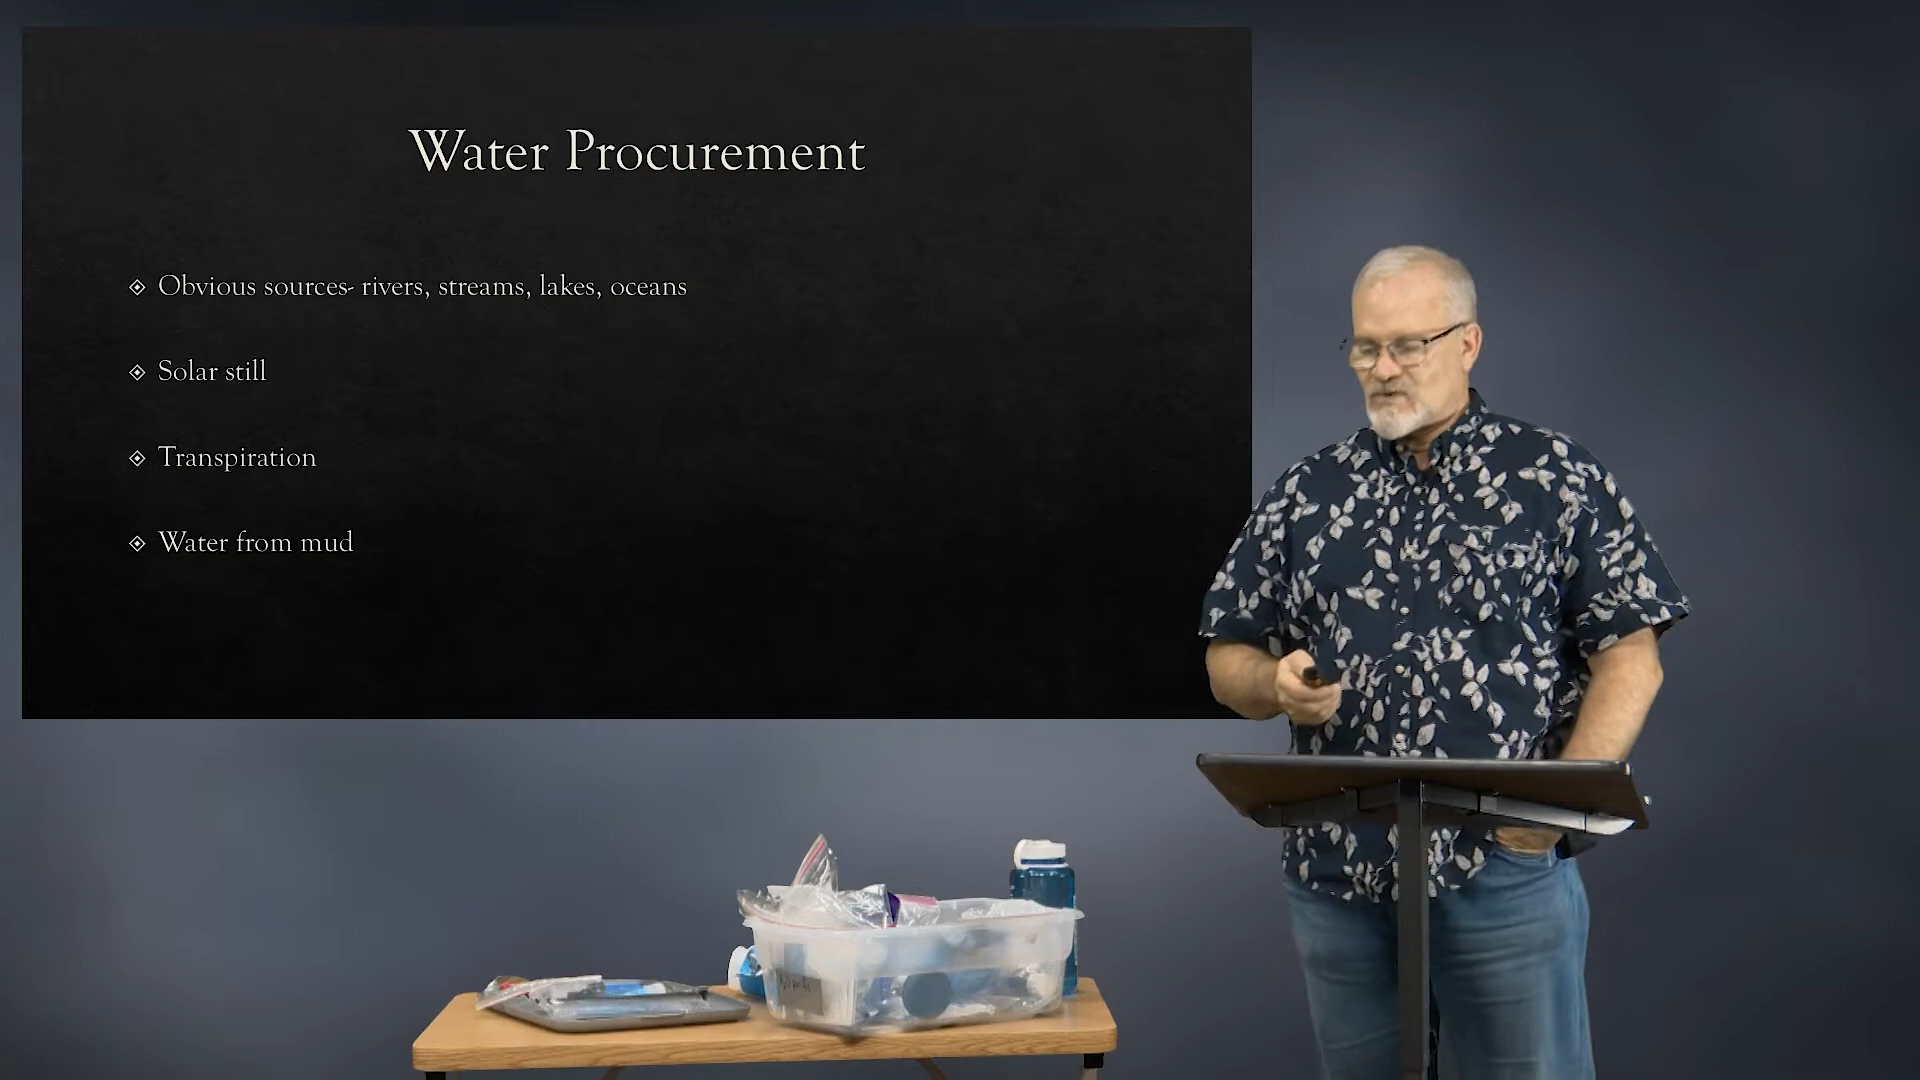 Water Procurement
Obvious sources- rivers, streams, lakes, oceans
Solar still
Transpiration
Water from mud